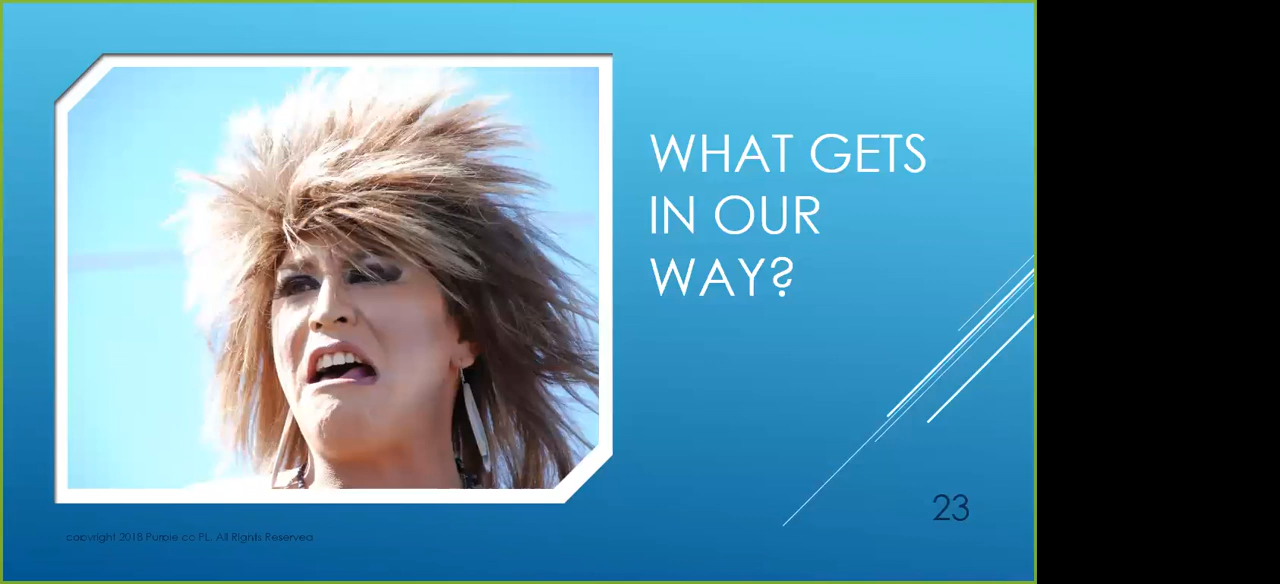 WHAT GETS
IN OUR
WAY?
23
copyright 2018 Purple co PL. All Rights Reserved